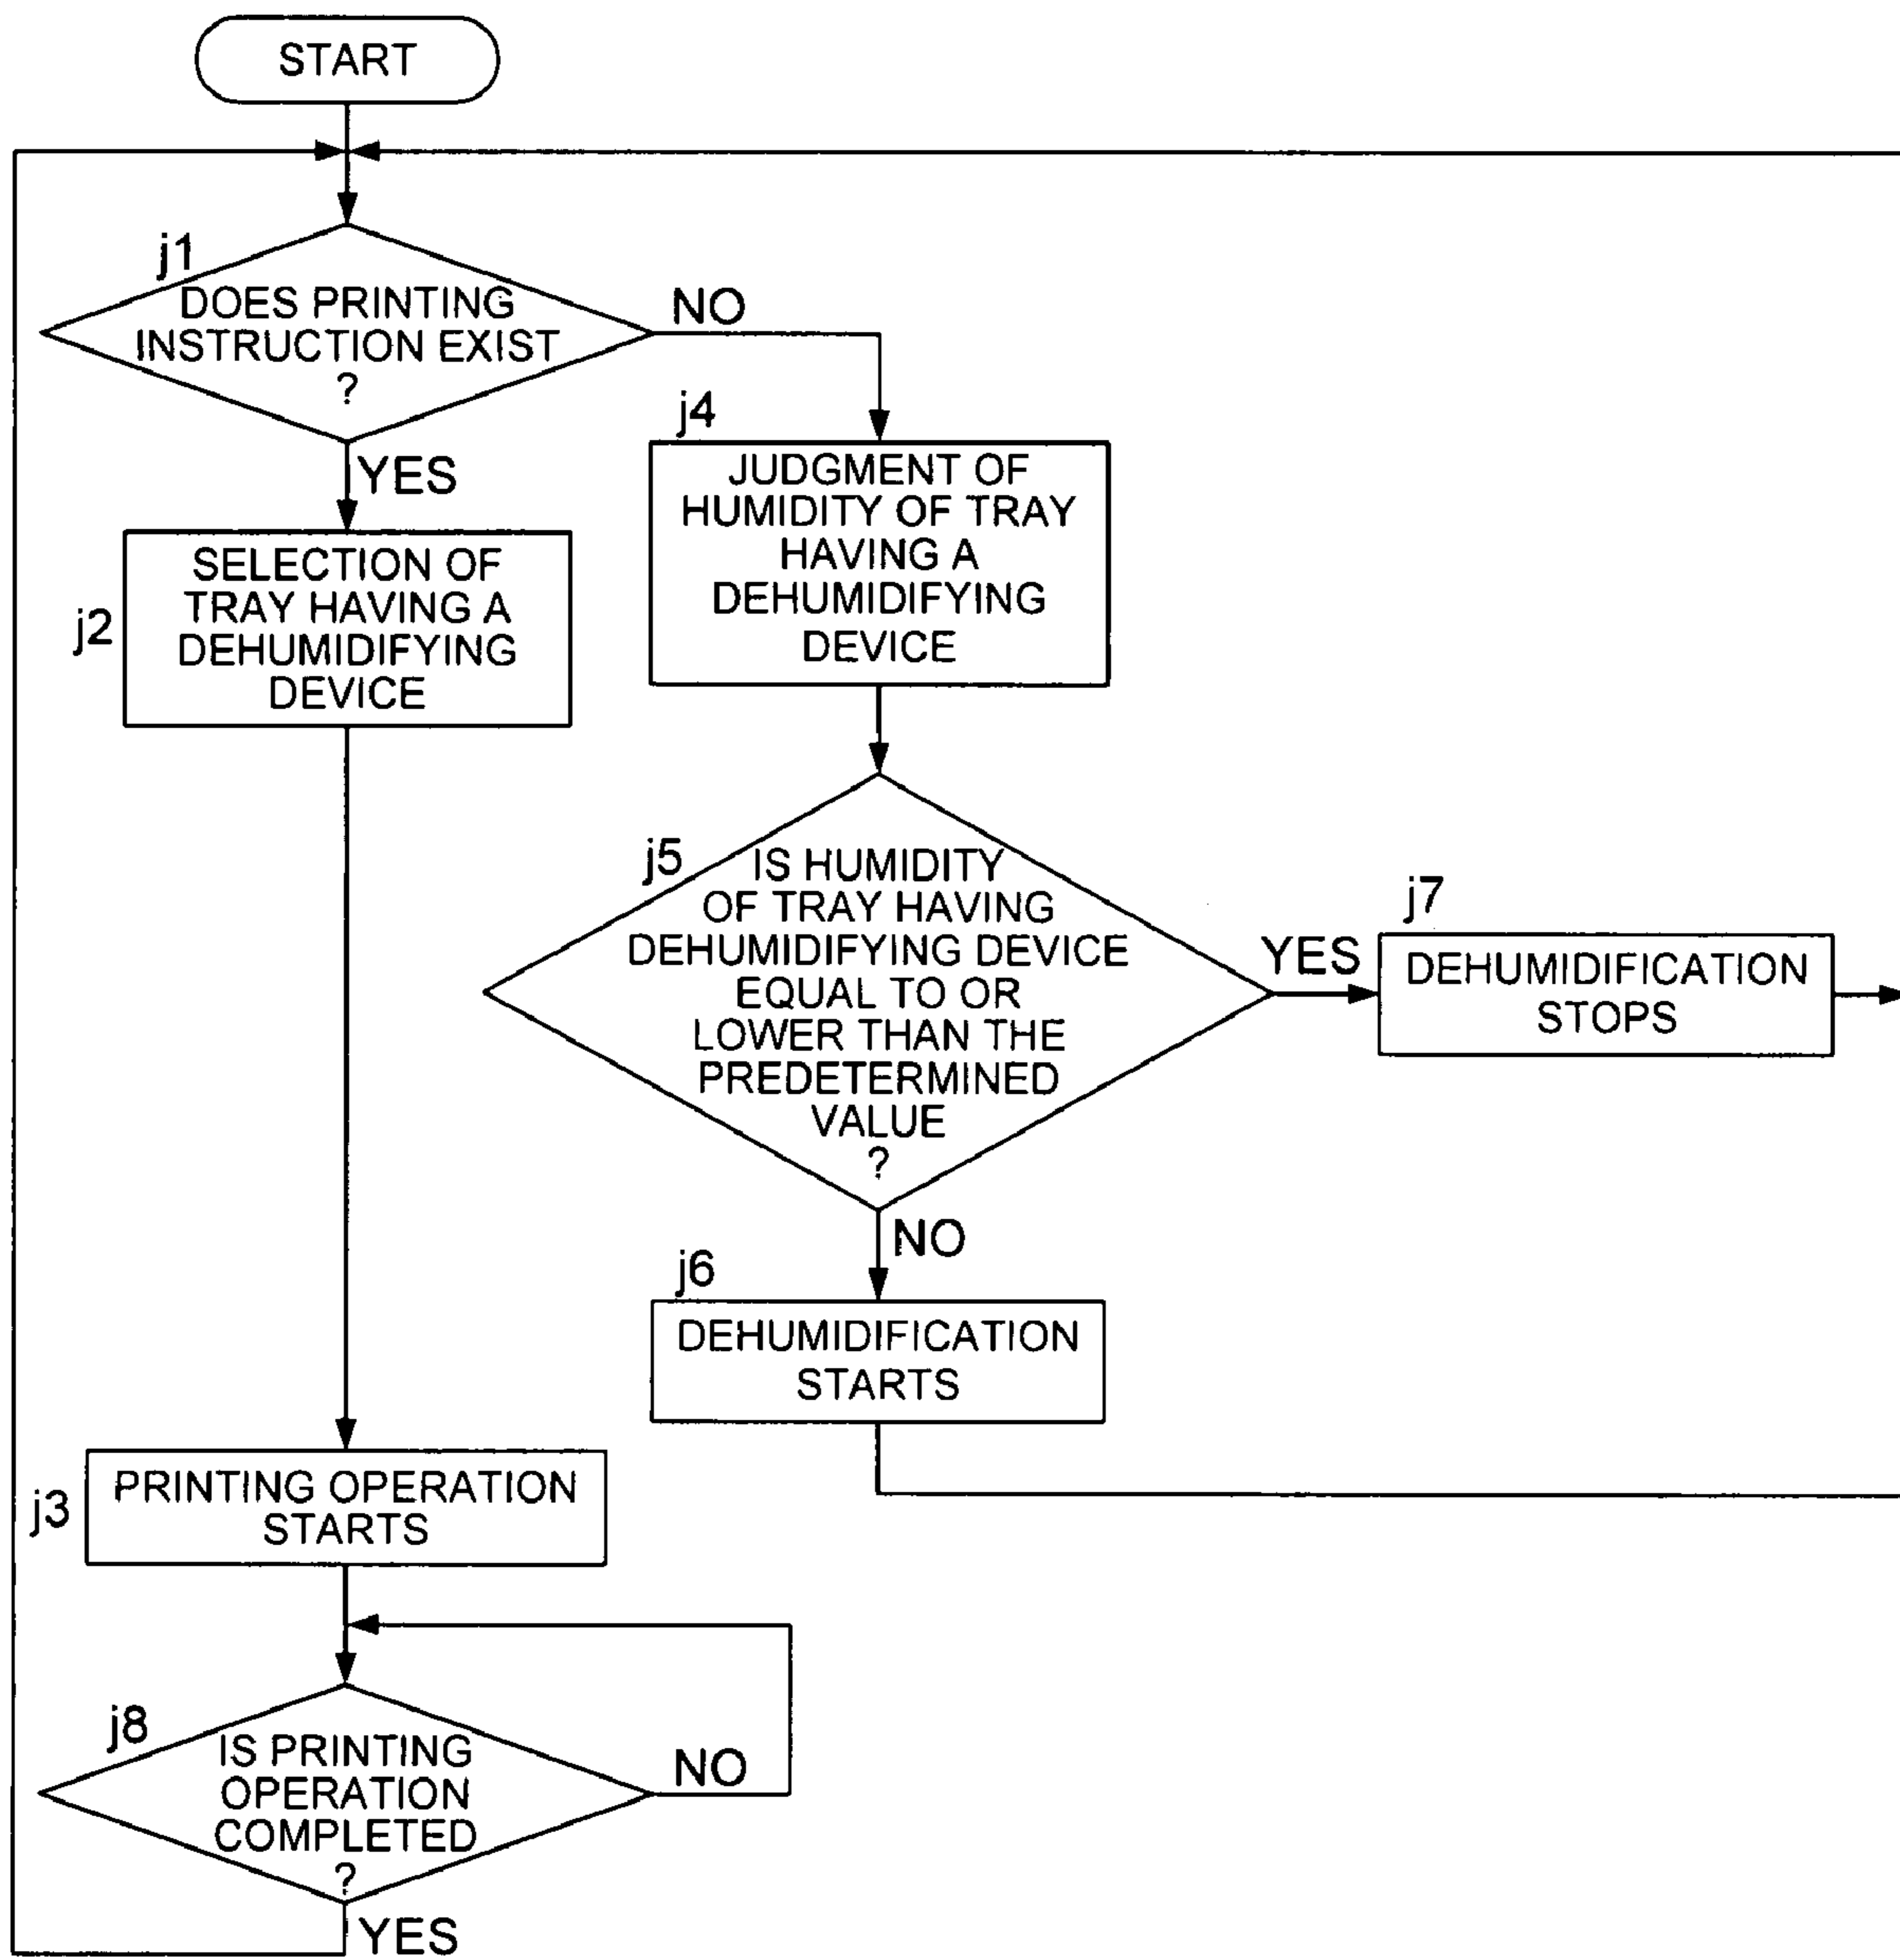 START
j1
DOES PRINTING
INSTRUCTION EXIST
?
NO
YES
j2
SELECTION OF
TRAY HAVING A
DEHUMIDIFYING
DEVICE
j4
JUDGMENT OF
HUMIDITY OF TRAY
HAVING A
DEHUMIDIFYING
DEVICE
j5
IS HUMIDITY
OF TRAY HAVING
DEHUMIDIFYING DEVICE
EQUAL TO OR
LOWER THAN THE
PREDETERMINED
VALUE
?
YES
j7
DEHUMIDIFICATION
STOPS
NO
j6
DEHUMIDIFICATION
STARTS
j3
PRINTING OPERATION
STARTS
j8
IS PRINTING
OPERATION
COMPLETED
?
NO
YES